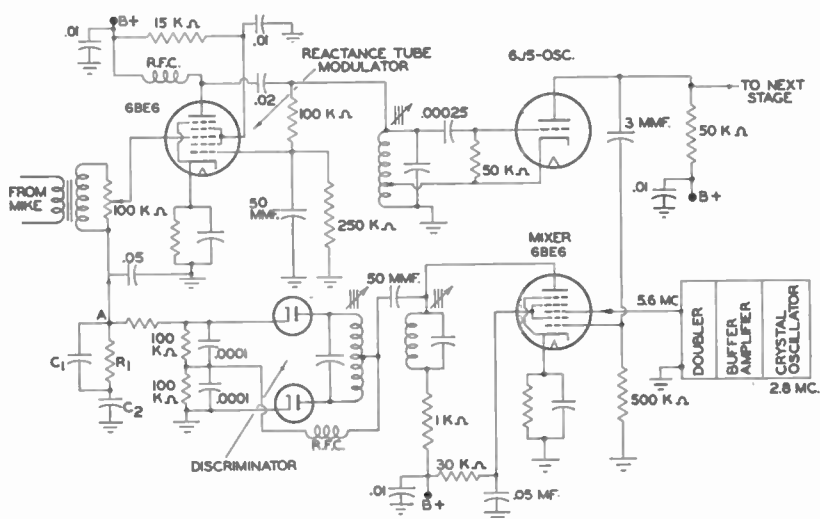 B+
15 K Ω
.01
.01
R.F.C.
REACTANCE TUBE
MODULATOR
6J5-OSC.
.02
6BE6
100 K Ω
.00025
TO NEXT
STAGE
3 MMF.
50 K Ω
50 K Ω
FROM
MIKE
100 K Ω
50
MMF.
250 K Ω
.01
B+
.05
MIXER
6BE6
50 MMF.
A
5.6 MC
DOUBLER
BUFFER
AMPLIFIER
CRYSTAL
OSCILLATOR
2.8 MC.
C1
R1
100
K Ω
.0001
100
K Ω
.0001
C2
1 K Ω
500 K Ω
R.F.C.
DISCRIMINATOR
30 K Ω
.01
B+
.05 MF.